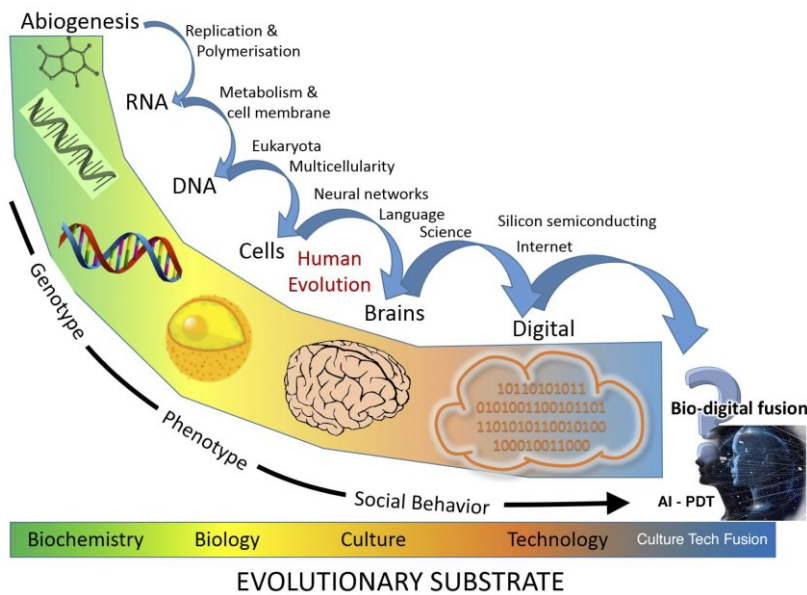 Abiogenesis
Replication &
Polymerisation
RNA
Metabolism &
cell membrane
DNA
Eukaryota
Multicellularity
Cells
Human
Evolution
Neural networks
Language
Science
Brains
Silicon semiconducting
Internet
Digital
?
Bio-digital fusion
AI - PDT
10110101011
0101001100101101
1101010110010100
100010011000
Genotype
Phenotype
Social Behavior
Biochemistry Biology Culture Technology Culture Tech Fusion
EVOLUTIONARY SUBSTRATE